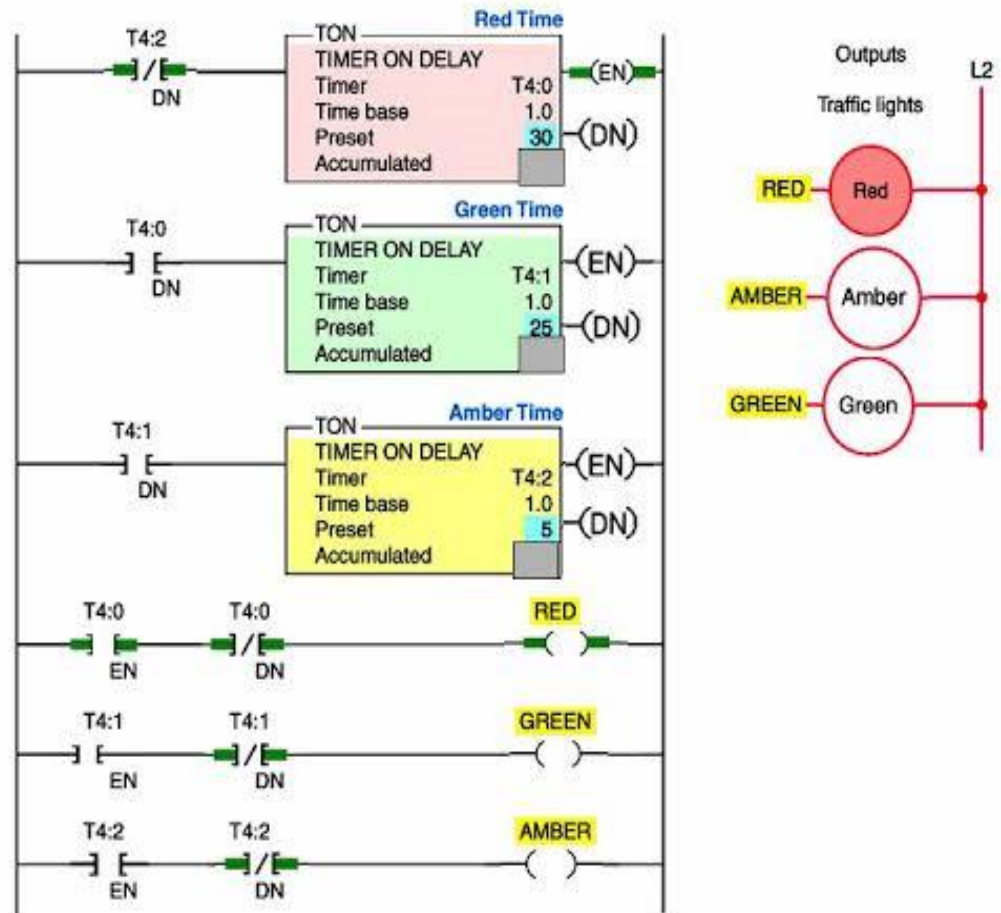 Red Time
T4:2
DN
TON
TIMER ON DELAY
Timer T4:0
Time base 1.0
Preset 30
Accumulated
(EN)
(DN)
Green Time
T4:0
DN
TON
TIMER ON DELAY
Timer T4:1
Time base 1.0
Preset 25
Accumulated
(EN)
(DN)
Amber Time
T4:1
DN
TON
TIMER ON DELAY
Timer T4:2
Time base 1.0
Preset 5
Accumulated
(EN)
(DN)
T4:0 T4:0 RED
EN DN
T4:1 T4:1 GREEN
EN DN
T4:2 T4:2 AMBER
EN DN
Outputs
L2
Traffic lights
RED Red
AMBER Amber
GREEN Green